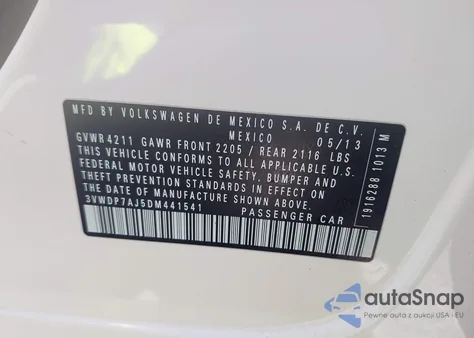 MFD BY VOLKSWAGEN DE MEXICO S.A. DE C.V.
MEXICO 05/13
GVWR 4211 GAWR FRONT 2205 / REAR 2116 LBS
THIS VEHICLE CONFORMS TO ALL APPLICABLE U.S.
FEDERAL MOTOR VEHICLE SAFETY, BUMPER AND
THEFT PREVENTION STANDARDS IN EFFECT ON
THE DATE OF MANUFACTURE SHOWN ABOVE.
3VWDP7AJ5DM441541 PASSENGER CAR
1916288 1013 M
autoSnap
Pewne auta z aukcji USA i EU